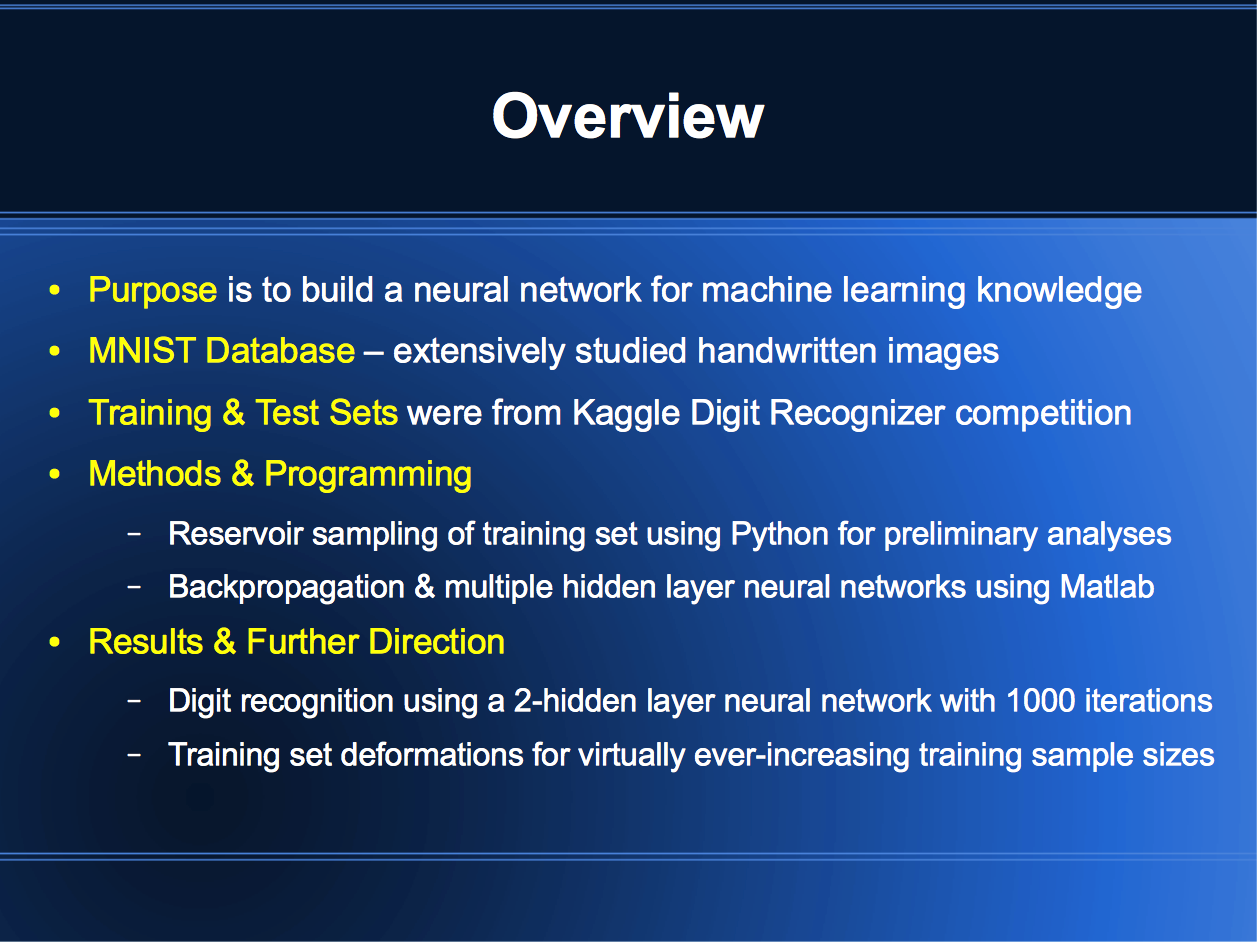 Overview
• Purpose is to build a neural network for machine learning knowledge
• MNIST Database – extensively studied handwritten images
• Training & Test Sets were from Kaggle Digit Recognizer competition
• Methods & Programming
– Reservoir sampling of training set using Python for preliminary analyses
– Backpropagation & multiple hidden layer neural networks using Matlab
• Results & Further Direction
– Digit recognition using a 2-hidden layer neural network with 1000 iterations
– Training set deformations for virtually ever-increasing training sample sizes